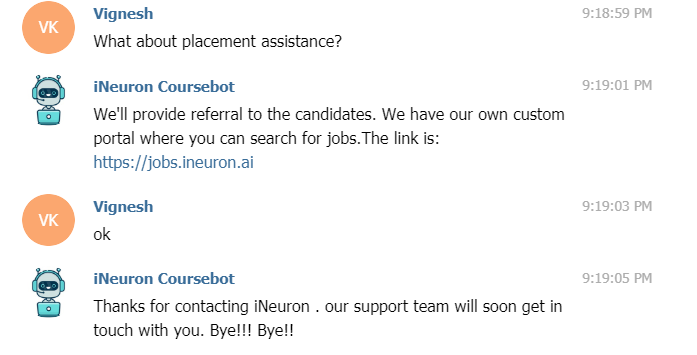 VK
Vignesh 9:18:59 PM
What about placement assistance?
iNeuron Coursebot 9:19:01 PM
We'll provide referral to the candidates. We have our own custom
portal where you can search for jobs.The link is:
https://jobs.ineuron.ai
VK
Vignesh 9:19:03 PM
ok
iNeuron Coursebot 9:19:05 PM
Thanks for contacting iNeuron . our support team will soon get in
touch with you. Bye!!! Bye!!